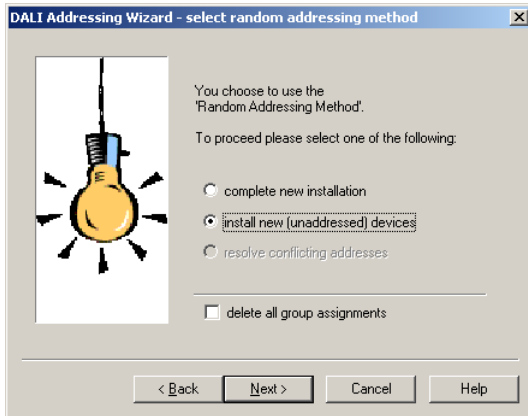 DALI Addressing Wizard - select random addressing method
You choose to use the
'Random Addressing Method'.
To proceed please select one of the following:
complete new installation
install new (unaddressed) devices
resolve conflicting addresses
delete all group assignments
< Back
Next >
Cancel
Help